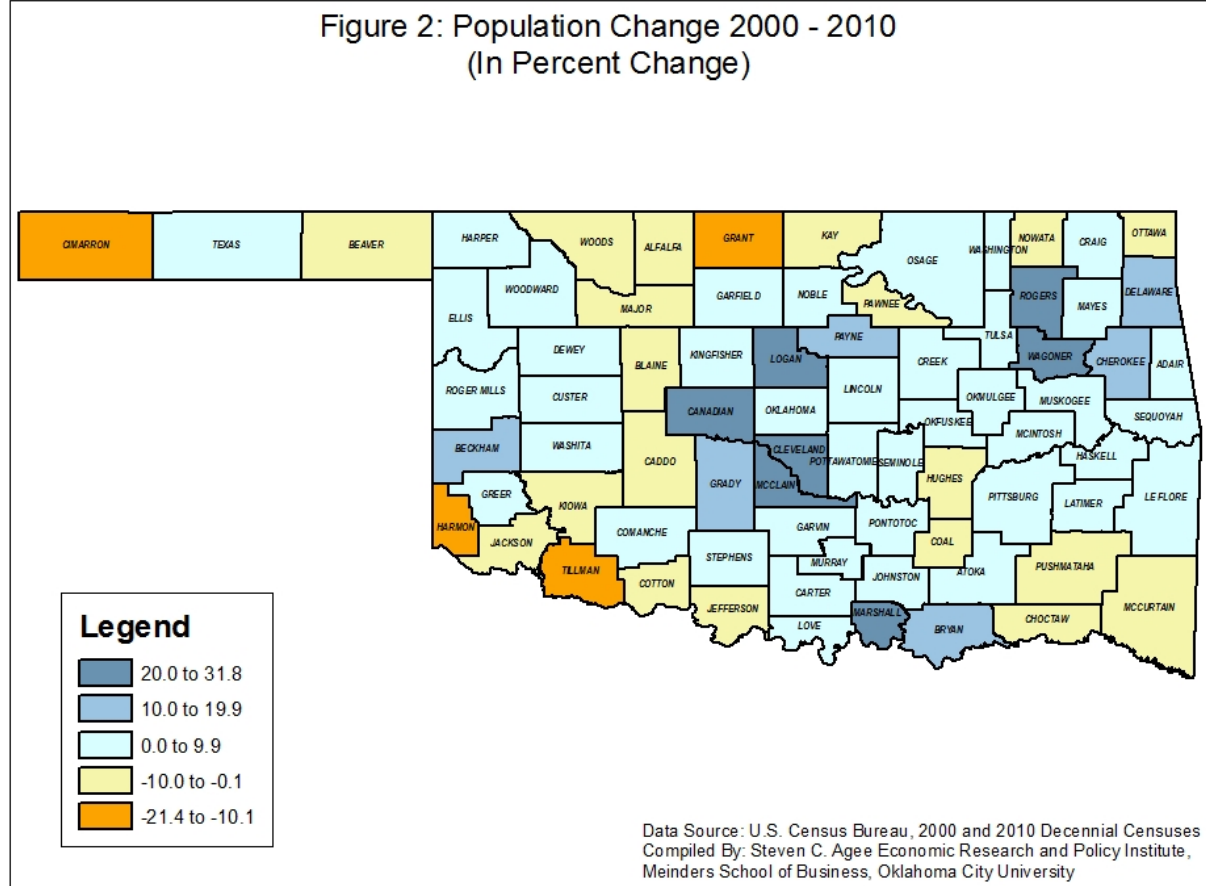 Figure 2: Population Change 2000 - 2010
(In Percent Change)
CIMARRON
TEXAS
BEAVER
HARPER
WOODS
ALFALFA
GRANT
KAY
OSAGE
WASHINGTON
NOWATA
CRAIG
OTTAWA
WOODWARD
ELLIS
MAJOR
GARFIELD
NOBLE
PAWNEE
ROGERS
MAYES
DELAWARE
DEWEY
BLAINE
KINGFISHER
LOGAN
PAYNE
CREEK
TULSA
WAGONER
CHEROKEE
ADAIR
ROGER MILLS
CUSTER
CANADIAN
OKLAHOMA
LINCOLN
OKMULGEE
MUSKOGEE
OKFUSKEE
SEQUOYAH
MCINTOSH
BECKHAM
WASHITA
CADDO
GRADY
CLEVELAND
MCCLAIN
POTTAWATOMIE
SEMINOLE
HUGHES
PITTSBURG
HASKELL
LATIMER
LE FLORE
GREER
HARMON
KIOWA
JACKSON
COMANCHE
STEPHENS
GARVIN
PONTOTOC
COAL
TILLMAN
COTTON
JEFFERSON
MURRAY
CARTER
JOHNSTON
ATOKA
PUSHMATAHA
MCCURTAIN
LOVE
MARSHALL
BRYAN
CHOCTAW
Legend
20.0 to 31.8
10.0 to 19.9
0.0 to 9.9
-10.0 to -0.1
-21.4 to -10.1
Data Source: U.S. Census Bureau, 2000 and 2010 Decennial Censuses
Compiled By: Steven C. Agee Economic Research and Policy Institute,
Meinders School of Business, Oklahoma City University